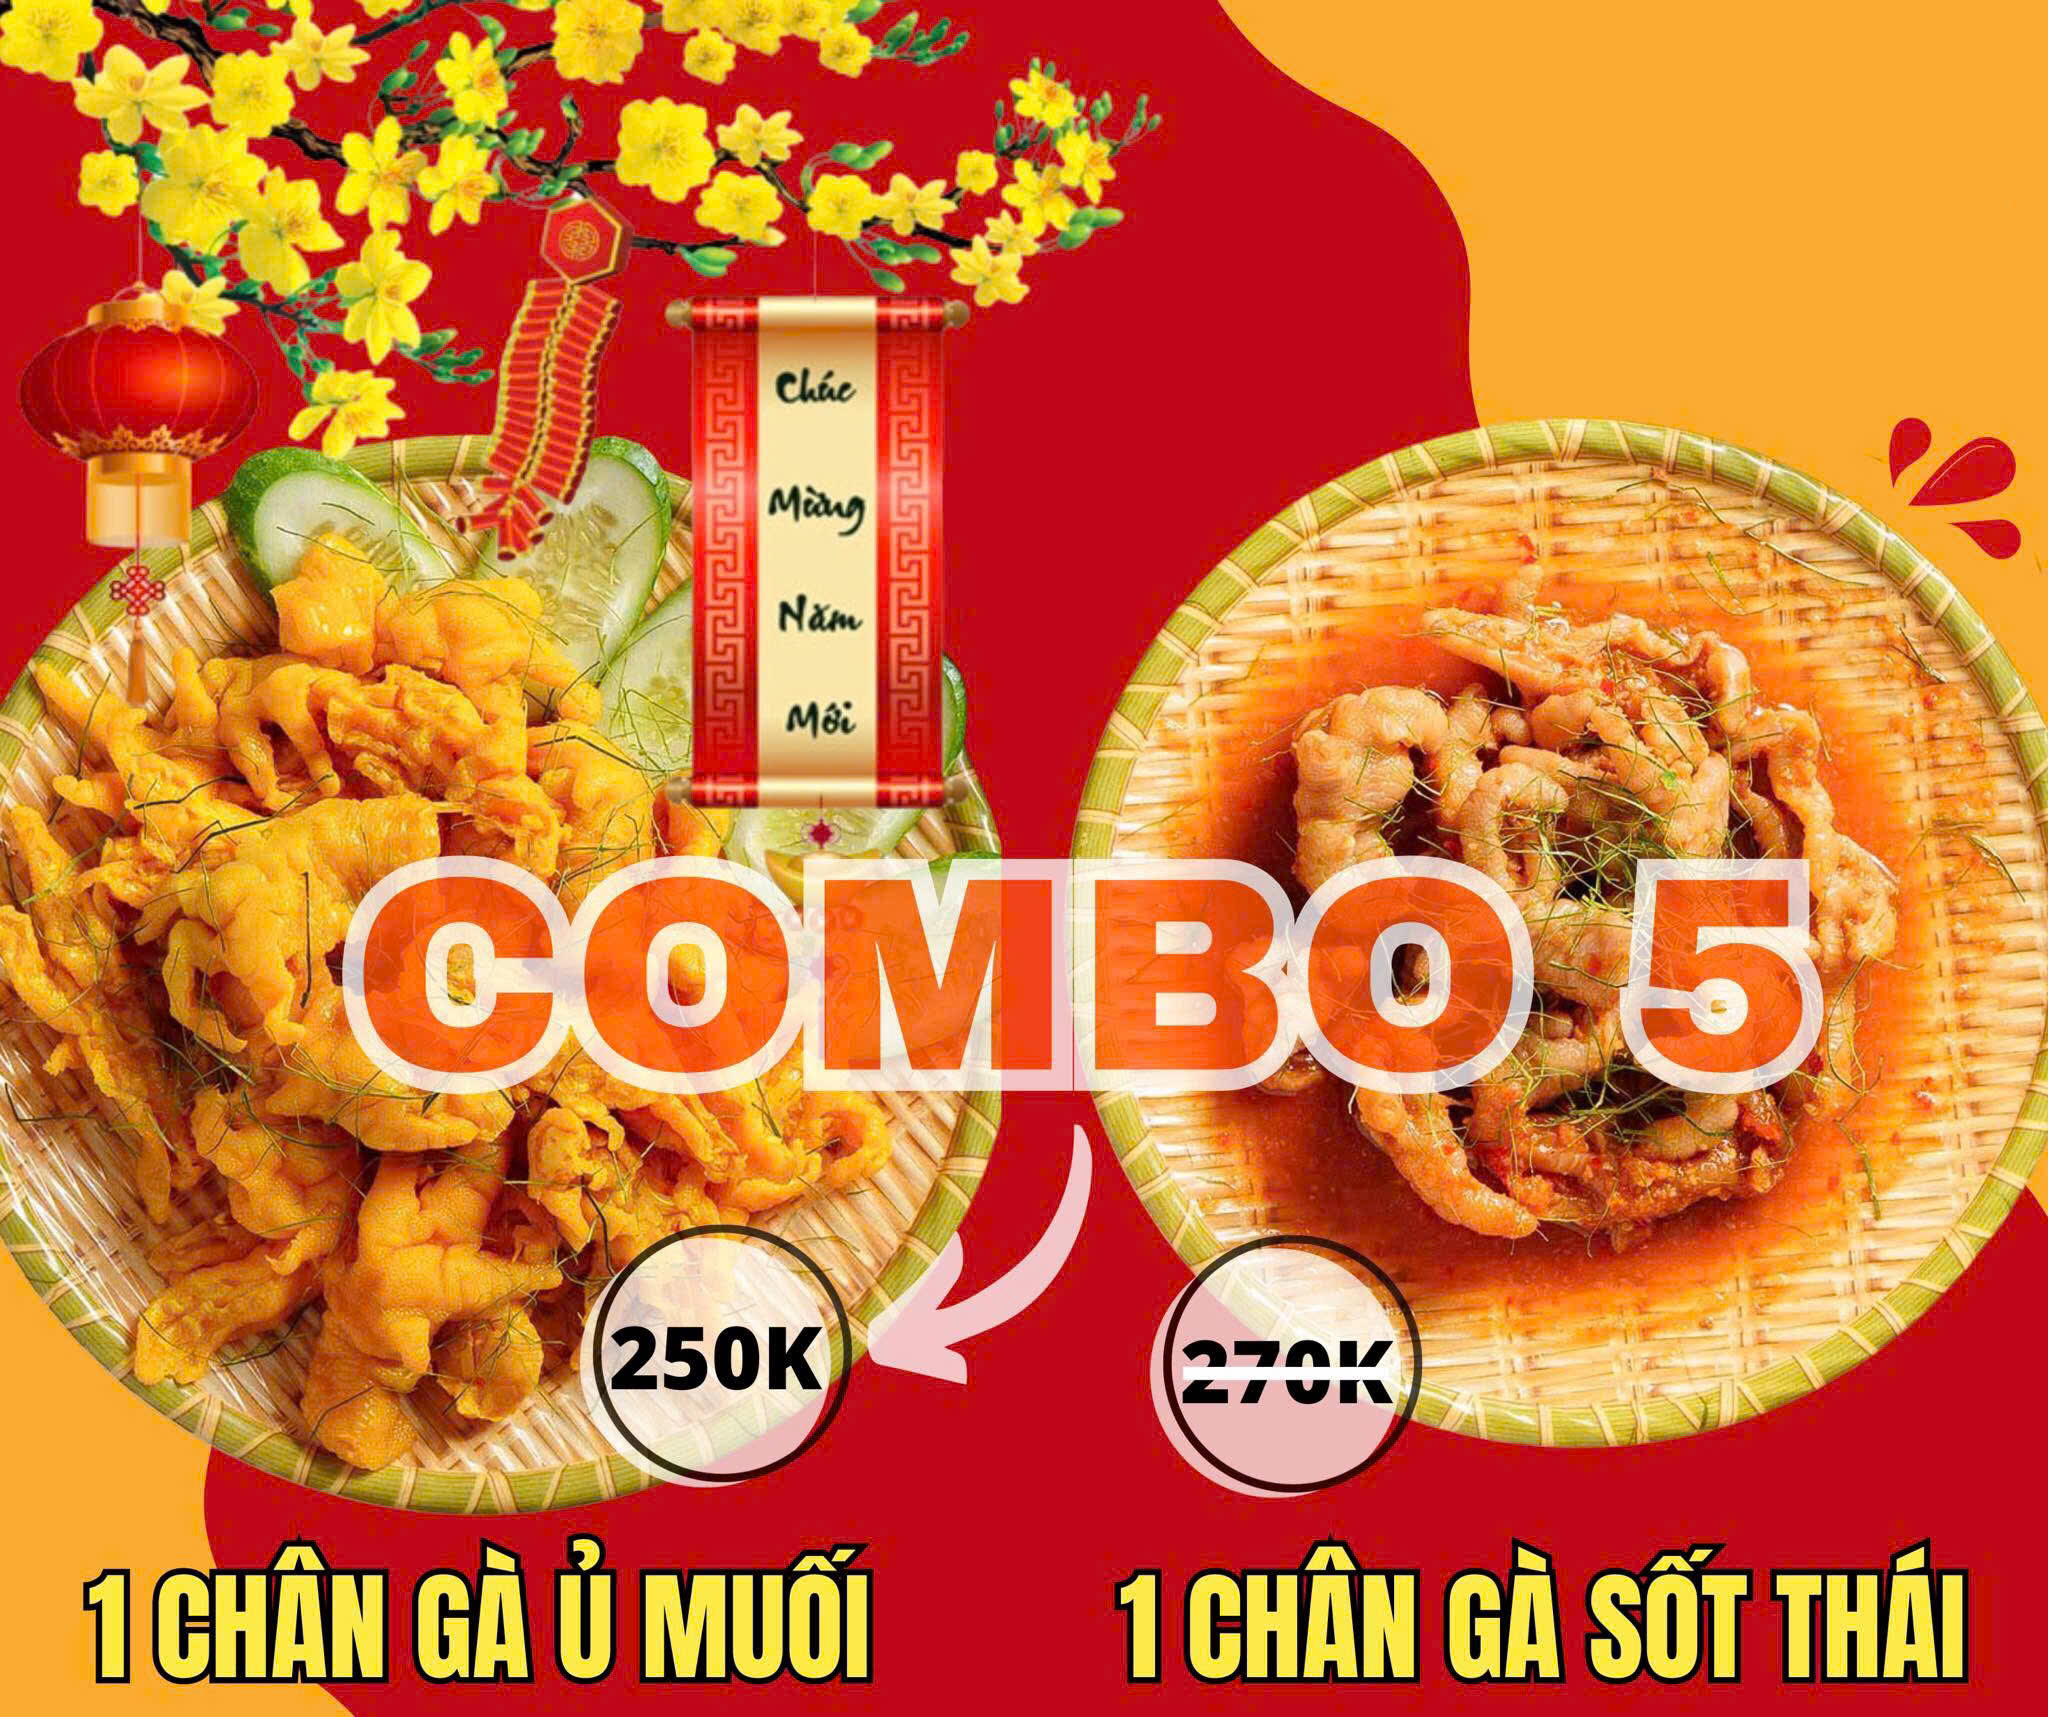 Chúc
Mừng
Năm
Mới
COMBO 5
250K
270K
1 CHÂN GÀ Ủ MUỐI
1 CHÂN GÀ SỐT THÁI